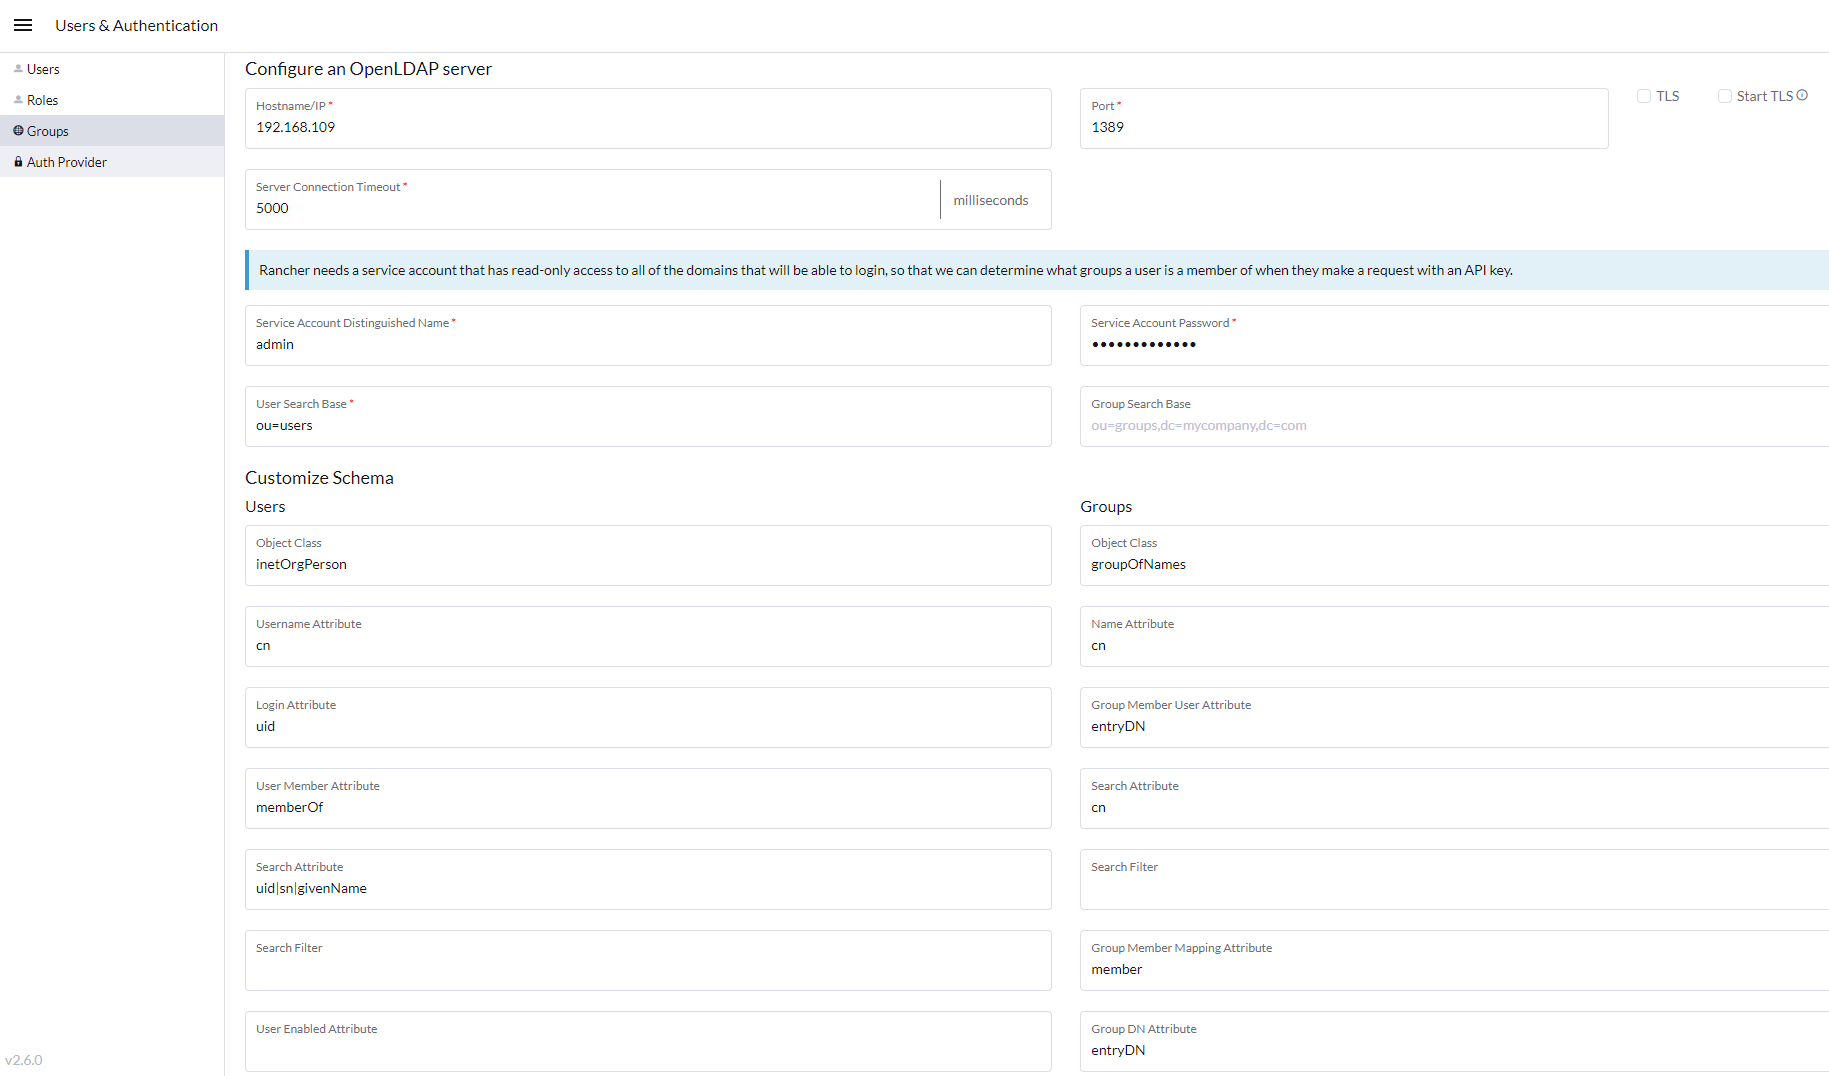 Users & Authentication
Users
Roles
Groups
Auth Provider
Configure an OpenLDAP server
Hostname/IP *
192.168.109
Port *
1389
TLS
Start TLS
Server Connection Timeout *
5000
milliseconds
Rancher needs a service account that has read-only access to all of the domains that will be able to login, so that we can determine what groups a user is a member of when they make a request with an API key.
Service Account Distinguished Name *
admin
Service Account Password *
•••••••••••••
User Search Base *
ou=users
Group Search Base
ou=groups,dc=mycompany,dc=com
Customize Schema
Users
Groups
Object Class
inetOrgPerson
Object Class
groupOfNames
Username Attribute
cn
Name Attribute
cn
Login Attribute
uid
Group Member User Attribute
entryDN
User Member Attribute
memberOf
Search Attribute
cn
Search Attribute
uid|sn|givenName
Search Filter
Search Filter
Group Member Mapping Attribute
member
User Enabled Attribute
Group DN Attribute
entryDN
v2.6.0